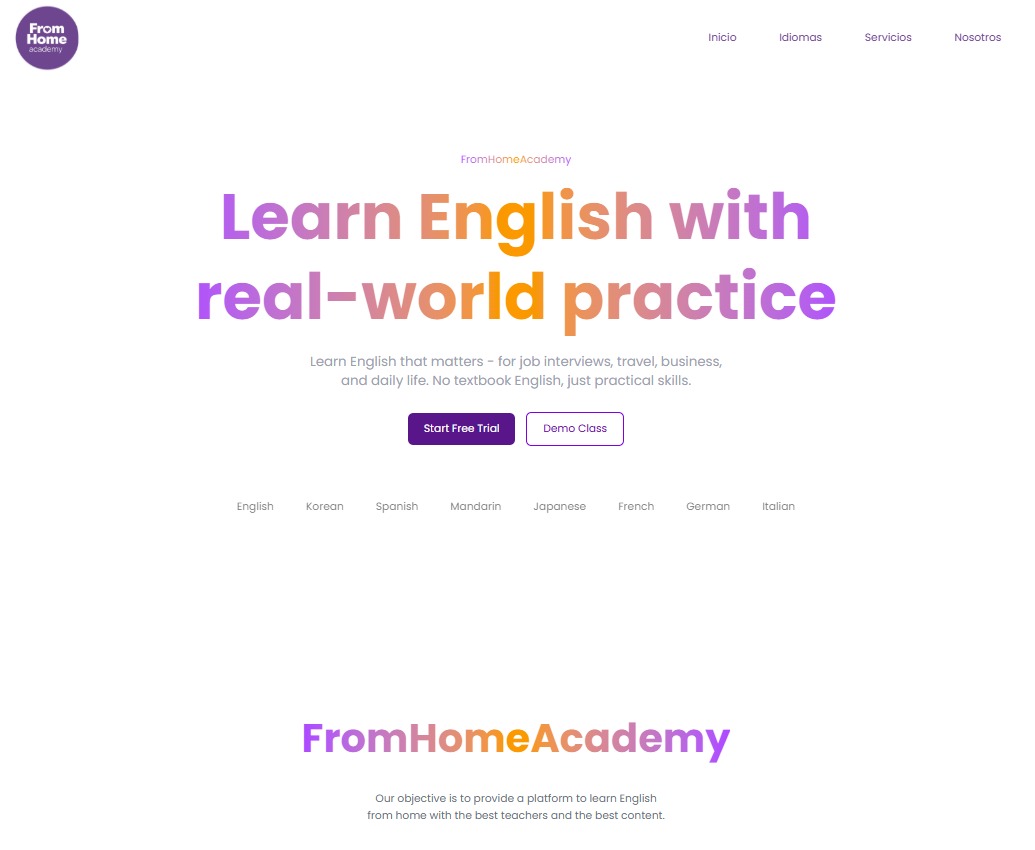 From
Home
academy
Inicio Idiomas Servicios Nosotros
FromHomeAcademy
Learn English with
real-world practice
Learn English that matters - for job interviews, travel, business,
and daily life. No textbook English, just practical skills.
Start Free Trial Demo Class
English Korean Spanish Mandarin Japanese French German Italian
FromHomeAcademy
Our objective is to provide a platform to learn English
from home with the best teachers and the best content.